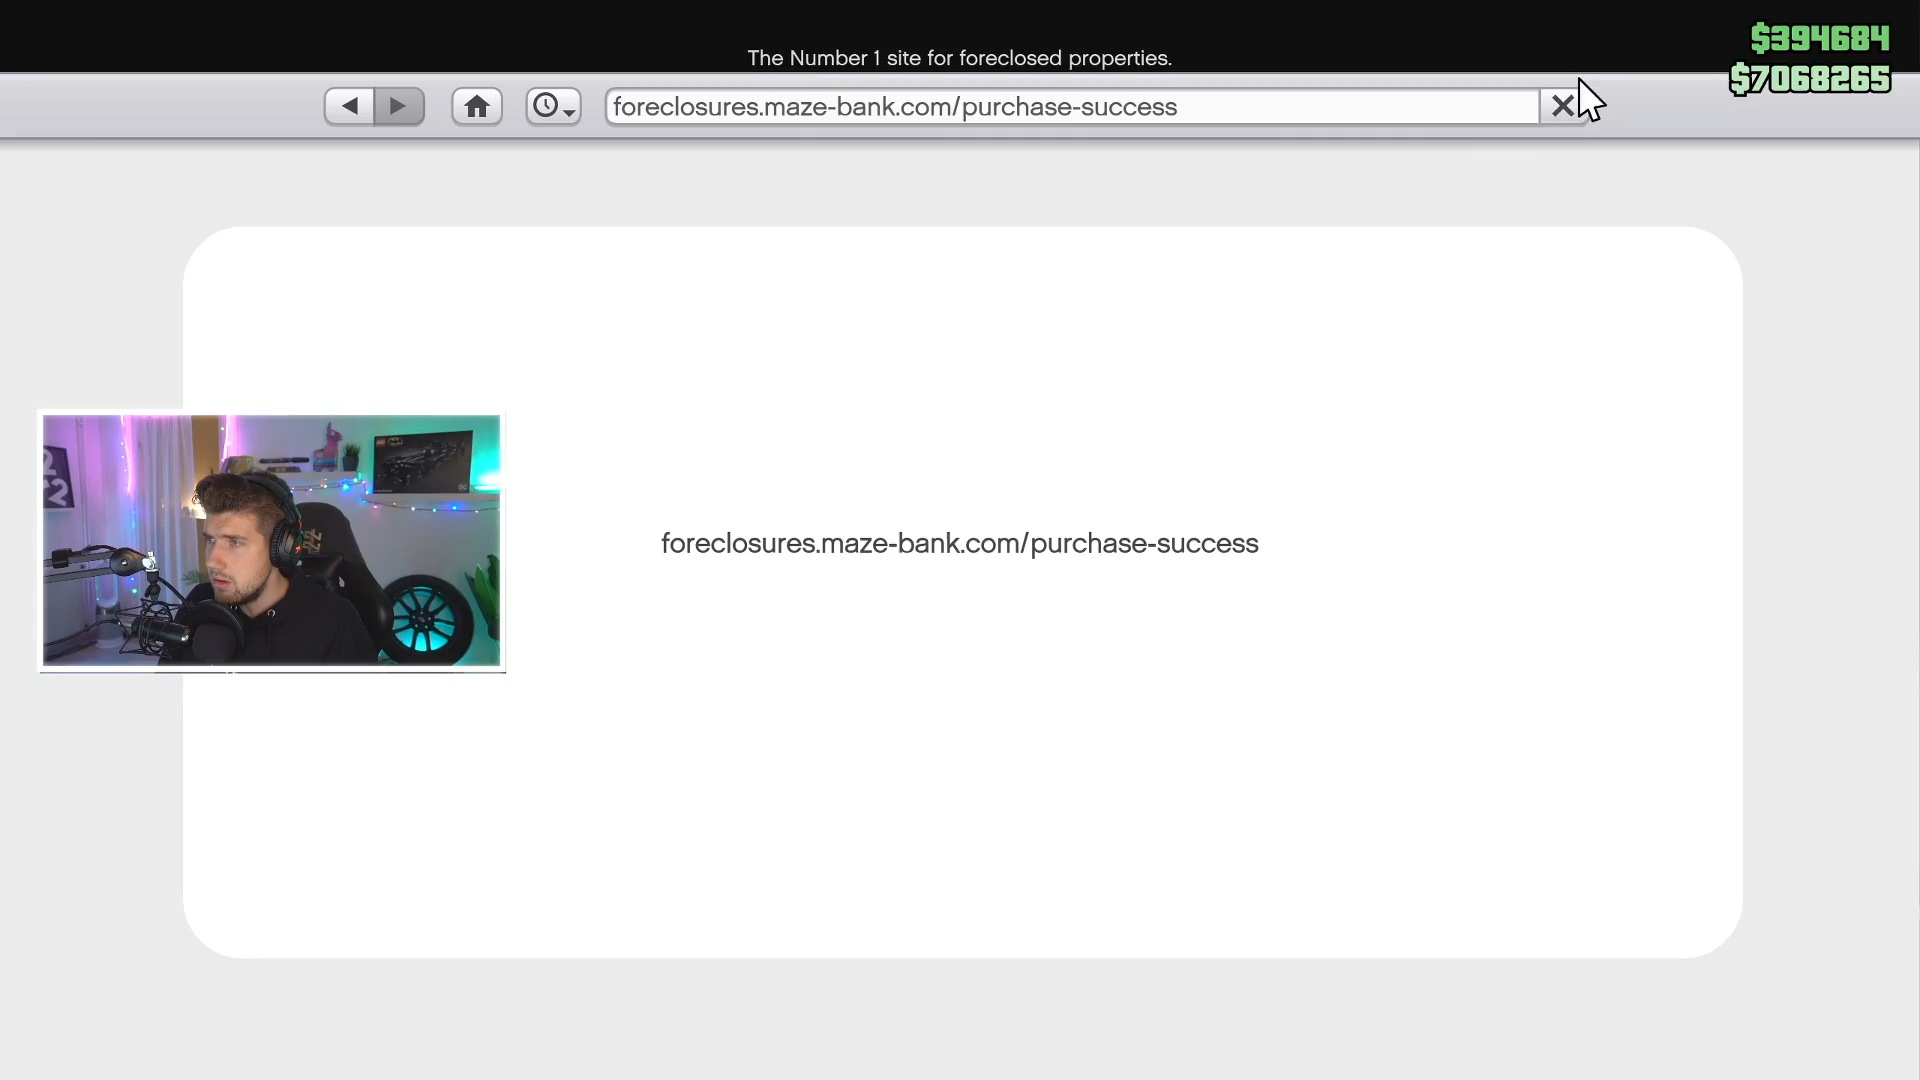 The Number 1 site for foreclosed properties.
$394684
$7068265
foreclosures.maze-bank.com/purchase-success
foreclosures.maze-bank.com/purchase-success